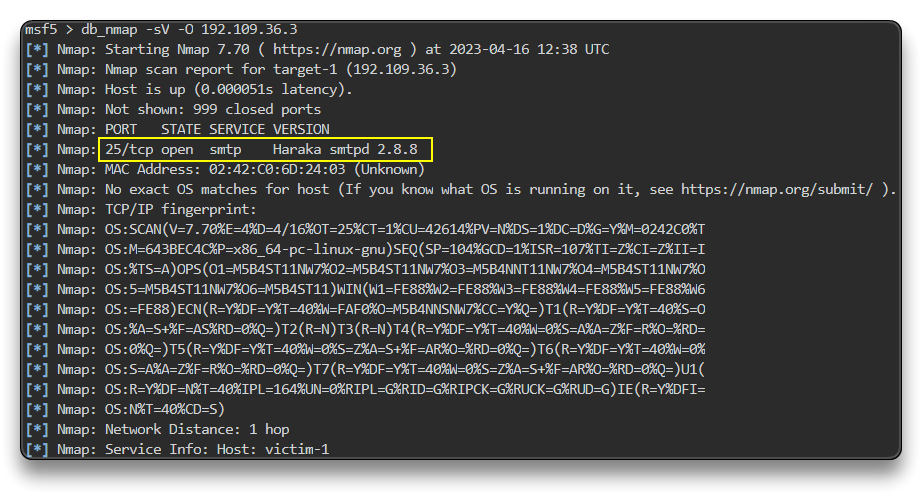 msf5 > db_nmap -sV -O 192.109.36.3
[*] Nmap: Starting Nmap 7.70 ( https://nmap.org ) at 2023-04-16 12:38 UTC
[*] Nmap: Nmap scan report for target-1 (192.109.36.3)
[*] Nmap: Host is up (0.000051s latency).
[*] Nmap: Not shown: 999 closed ports
[*] Nmap: PORT   STATE SERVICE VERSION
[*] Nmap: 25/tcp open  smtp    Haraka smtpd 2.8.8
[*] Nmap: MAC Address: 02:42:C0:6D:24:03 (Unknown)
[*] Nmap: No exact OS matches for host (If you know what OS is running on it, see https://nmap.org/submit/ ).
[*] Nmap: TCP/IP fingerprint:
[*] Nmap: OS:SCAN(V=7.70%E=4%D=4/16%OT=25%CT=1%CU=42614%PV=N%DS=1%DC=D%G=Y%M=0242C0%T
[*] Nmap: OS:M=643BEC4C%P=x86_64-pc-linux-gnu)SEQ(SP=104%GCD=1%ISR=107%TI=Z%CI=Z%II=I
[*] Nmap: OS:%TS=A)OPS(O1=M5B4ST11NW7%O2=M5B4ST11NW7%O3=M5B4NNT11NW7%O4=M5B4ST11NW7%O
[*] Nmap: OS:5=M5B4ST11NW7%O6=M5B4ST11)WIN(W1=FE88%W2=FE88%W3=FE88%W4=FE88%W5=FE88%W6
[*] Nmap: OS:=FE88)ECN(R=Y%DF=Y%T=40%W=FAF0%O=M5B4NNSNW7%CC=Y%Q=)T1(R=Y%DF=Y%T=40%S=O
[*] Nmap: OS:%A=S+%F=AS%RD=0%Q=)T2(R=N)T3(R=N)T4(R=Y%DF=Y%T=40%W=0%S=A%A=Z%F=R%O=%RD=
[*] Nmap: OS:0%Q=)T5(R=Y%DF=Y%T=40%W=0%S=Z%A=S+%F=AR%O=%RD=0%Q=)T6(R=Y%DF=Y%T=40%W=0%
[*] Nmap: OS:S=A%A=Z%F=R%O=%RD=0%Q=)T7(R=Y%DF=Y%T=40%W=0%S=Z%A=S+%F=AR%O=%RD=0%Q=)U1(
[*] Nmap: OS:R=Y%DF=N%T=40%IPL=164%UN=0%RIPL=G%RID=G%RIPCK=G%RUCK=G%RUD=G)IE(R=Y%DFI=
[*] Nmap: OS:N%T=40%CD=S)
[*] Nmap: Network Distance: 1 hop
[*] Nmap: Service Info: Host: victim-1